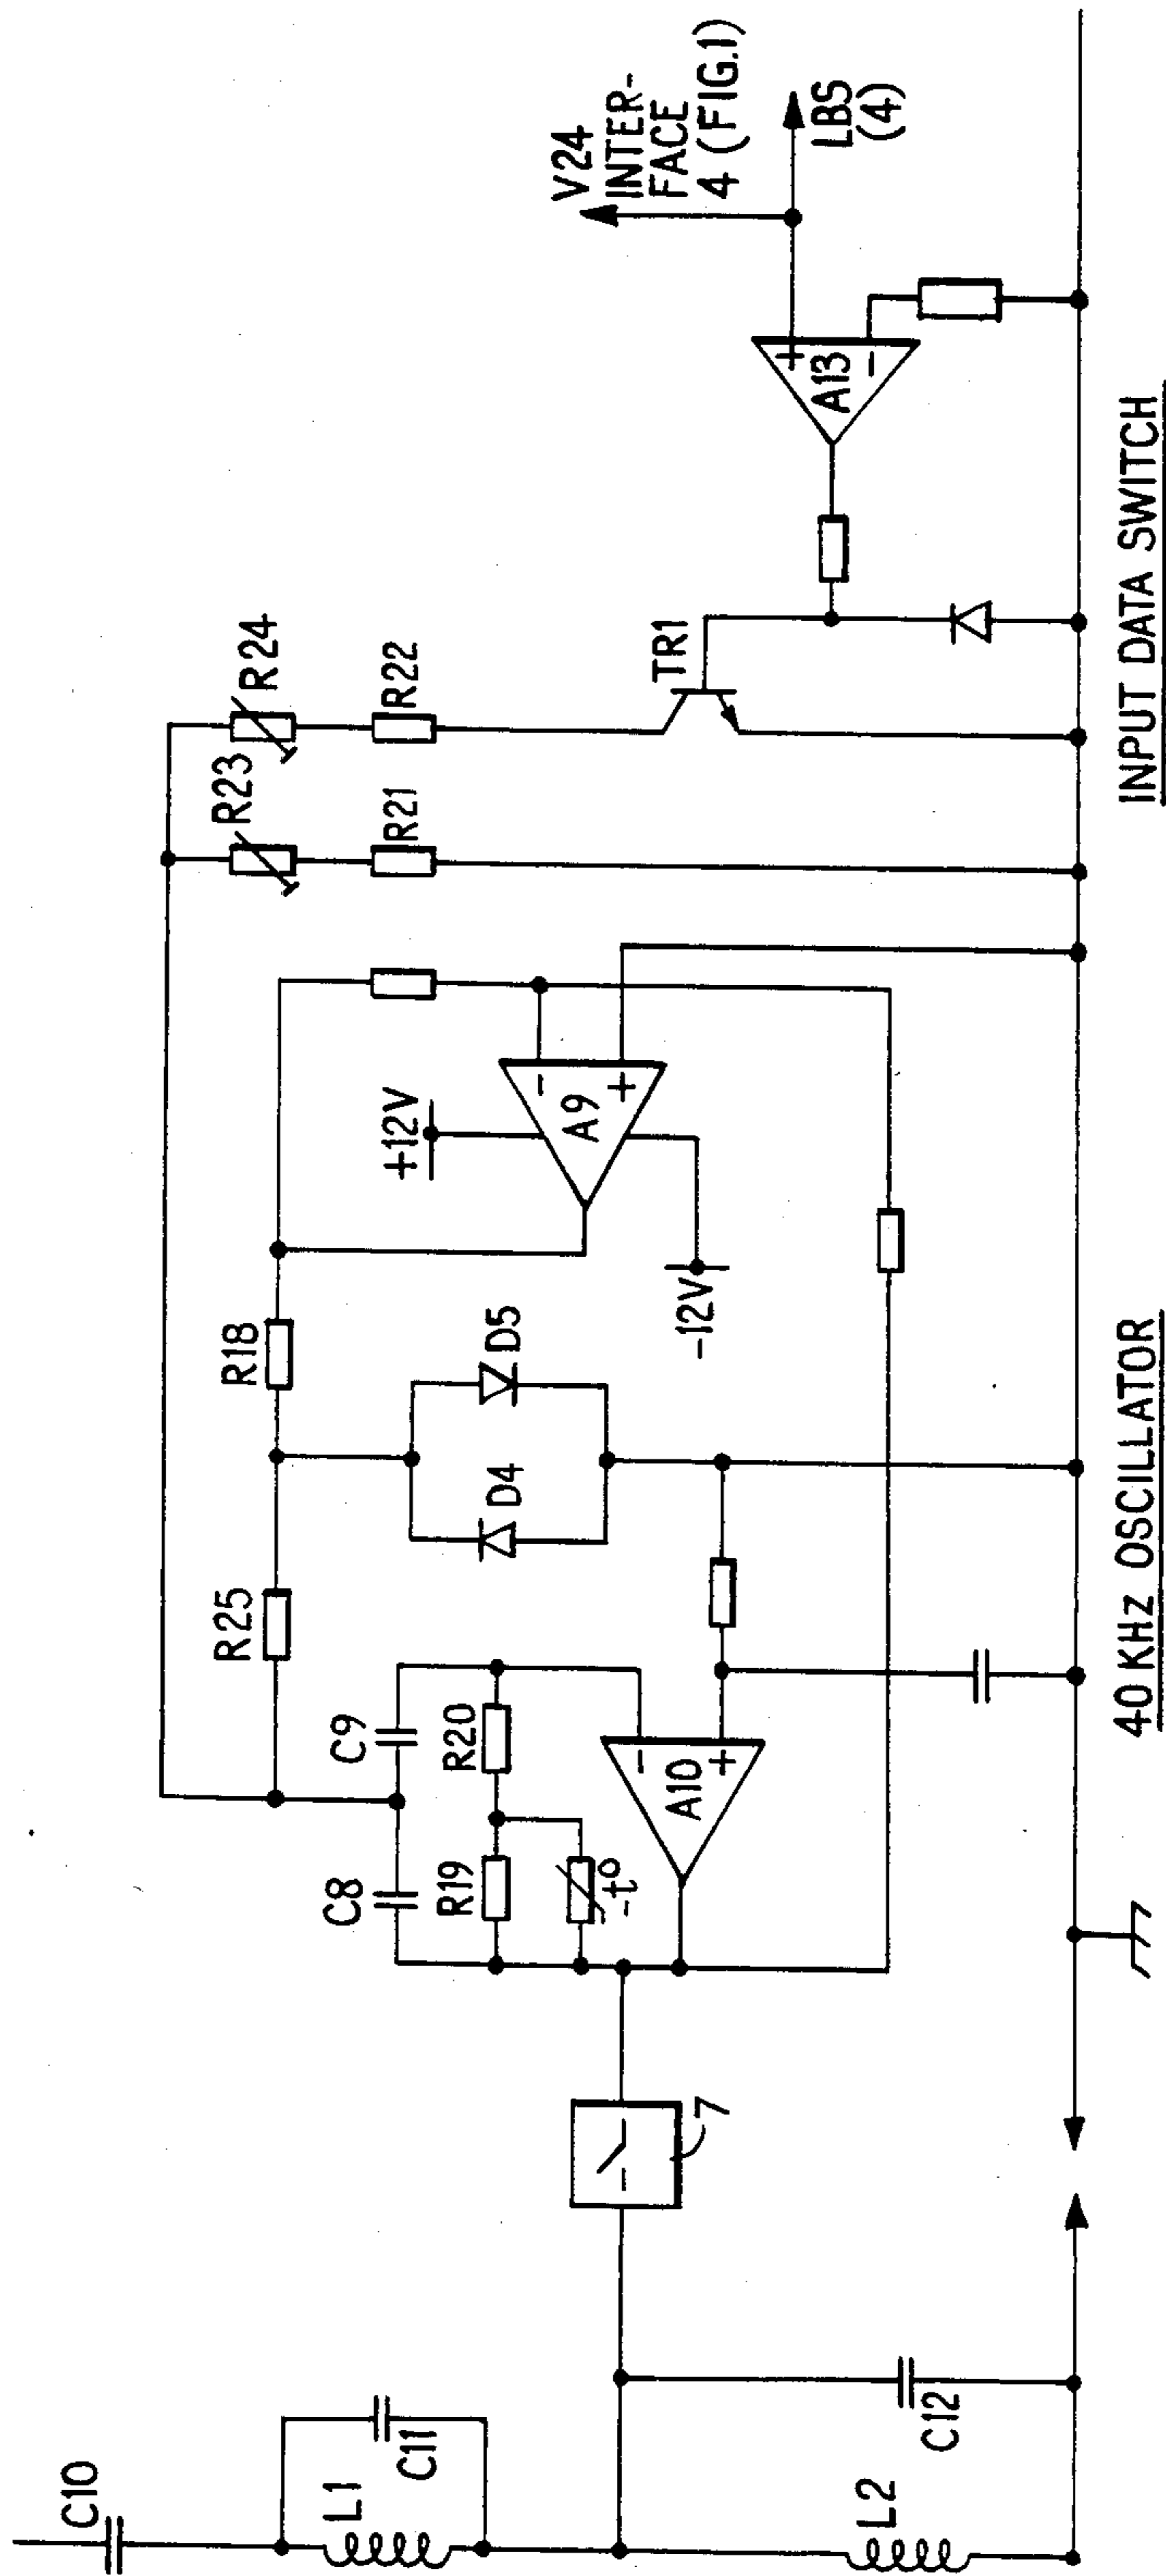 C10
L1
C11
L2
C12
7
C8
C9
R19
R20
-t°
A10
-
+
R25
R18
D4
D5
+12V
-12V
A9
-
+
R23
R24
R21
R22
TR1
A13
+
-
V24
INTER-
FACE
4 (FIG.1)
LBS
(4)
40 KHz OSCILLATOR
INPUT DATA SWITCH